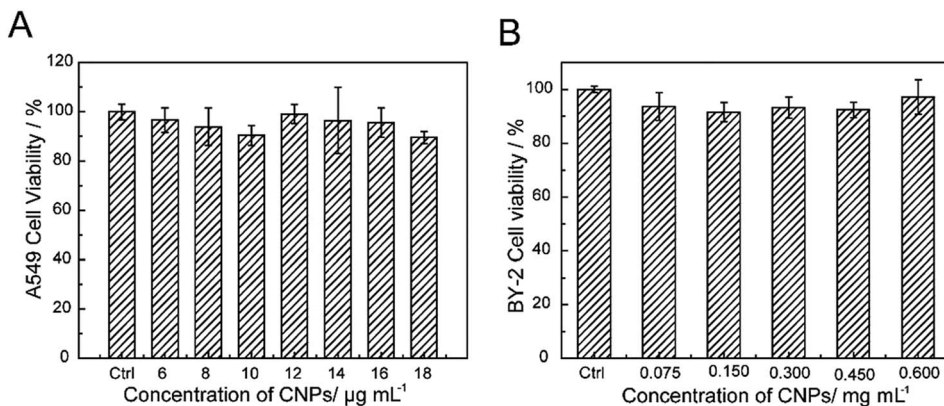 A
A549 Cell Viability / %
120
100
80
60
40
20
0
Ctrl 6 8 10 12 14 16 18
Concentration of CNPs/ μg mL⁻¹
B
BY-2 Cell viability / %
100
80
60
40
20
0
Ctrl 0.075 0.150 0.300 0.450 0.600
Concentration of CNPs/ mg mL⁻¹